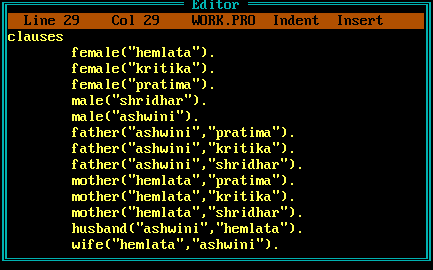 Editor
Line 29 Col 29 WORK.PRO Indent Insert
clauses
female("hemlata").
female("kritika").
female("pratima").
male("shridhar").
male("ashwini").
father("ashwini","pratima").
father("ashwini","kritika").
father("ashwini","shridhar").
mother("hemlata","pratima").
mother("hemlata","kritika").
mother("hemlata","shridhar").
husband("ashwini","hemlata").
wife("hemlata","ashwini").